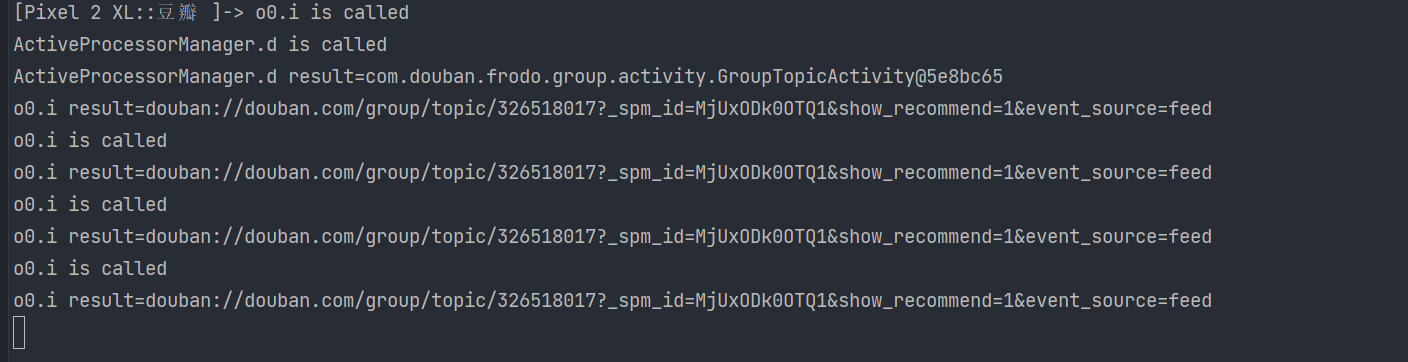 [Pixel 2 XL::豆瓣 ]-> o0.i is called
ActiveProcessorManager.d is called
ActiveProcessorManager.d result=com.douban.frodo.group.activity.GroupTopicActivity@5e8bc65
o0.i result=douban://douban.com/group/topic/326518017?_spm_id=MjUxODk0OTQ1&show_recommend=1&event_source=feed
o0.i is called
o0.i result=douban://douban.com/group/topic/326518017?_spm_id=MjUxODk0OTQ1&show_recommend=1&event_source=feed
o0.i is called
o0.i result=douban://douban.com/group/topic/326518017?_spm_id=MjUxODk0OTQ1&show_recommend=1&event_source=feed
o0.i is called
o0.i result=douban://douban.com/group/topic/326518017?_spm_id=MjUxODk0OTQ1&show_recommend=1&event_source=feed